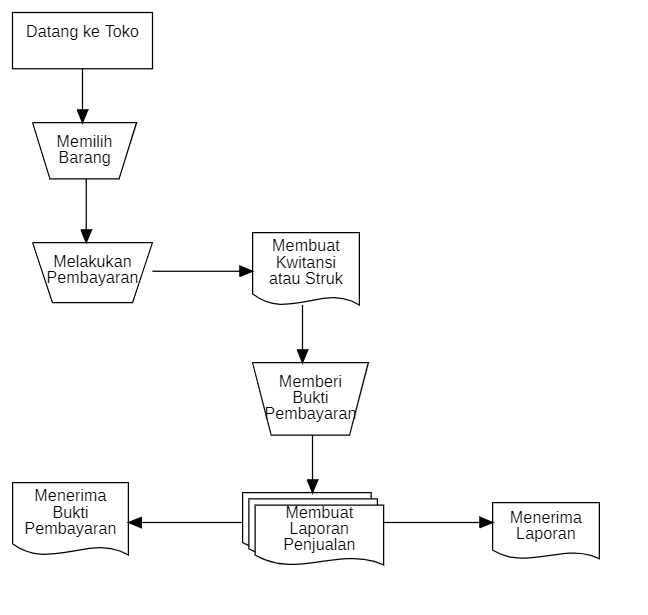 Datang ke Toko
Memilih
Barang
Melakukan
Pembayaran
Membuat
Kwitansi
atau Struk
Memberi
Bukti
Pembayaran
Menerima
Bukti
Pembayaran
Membuat
Laporan
Penjualan
Menerima
Laporan